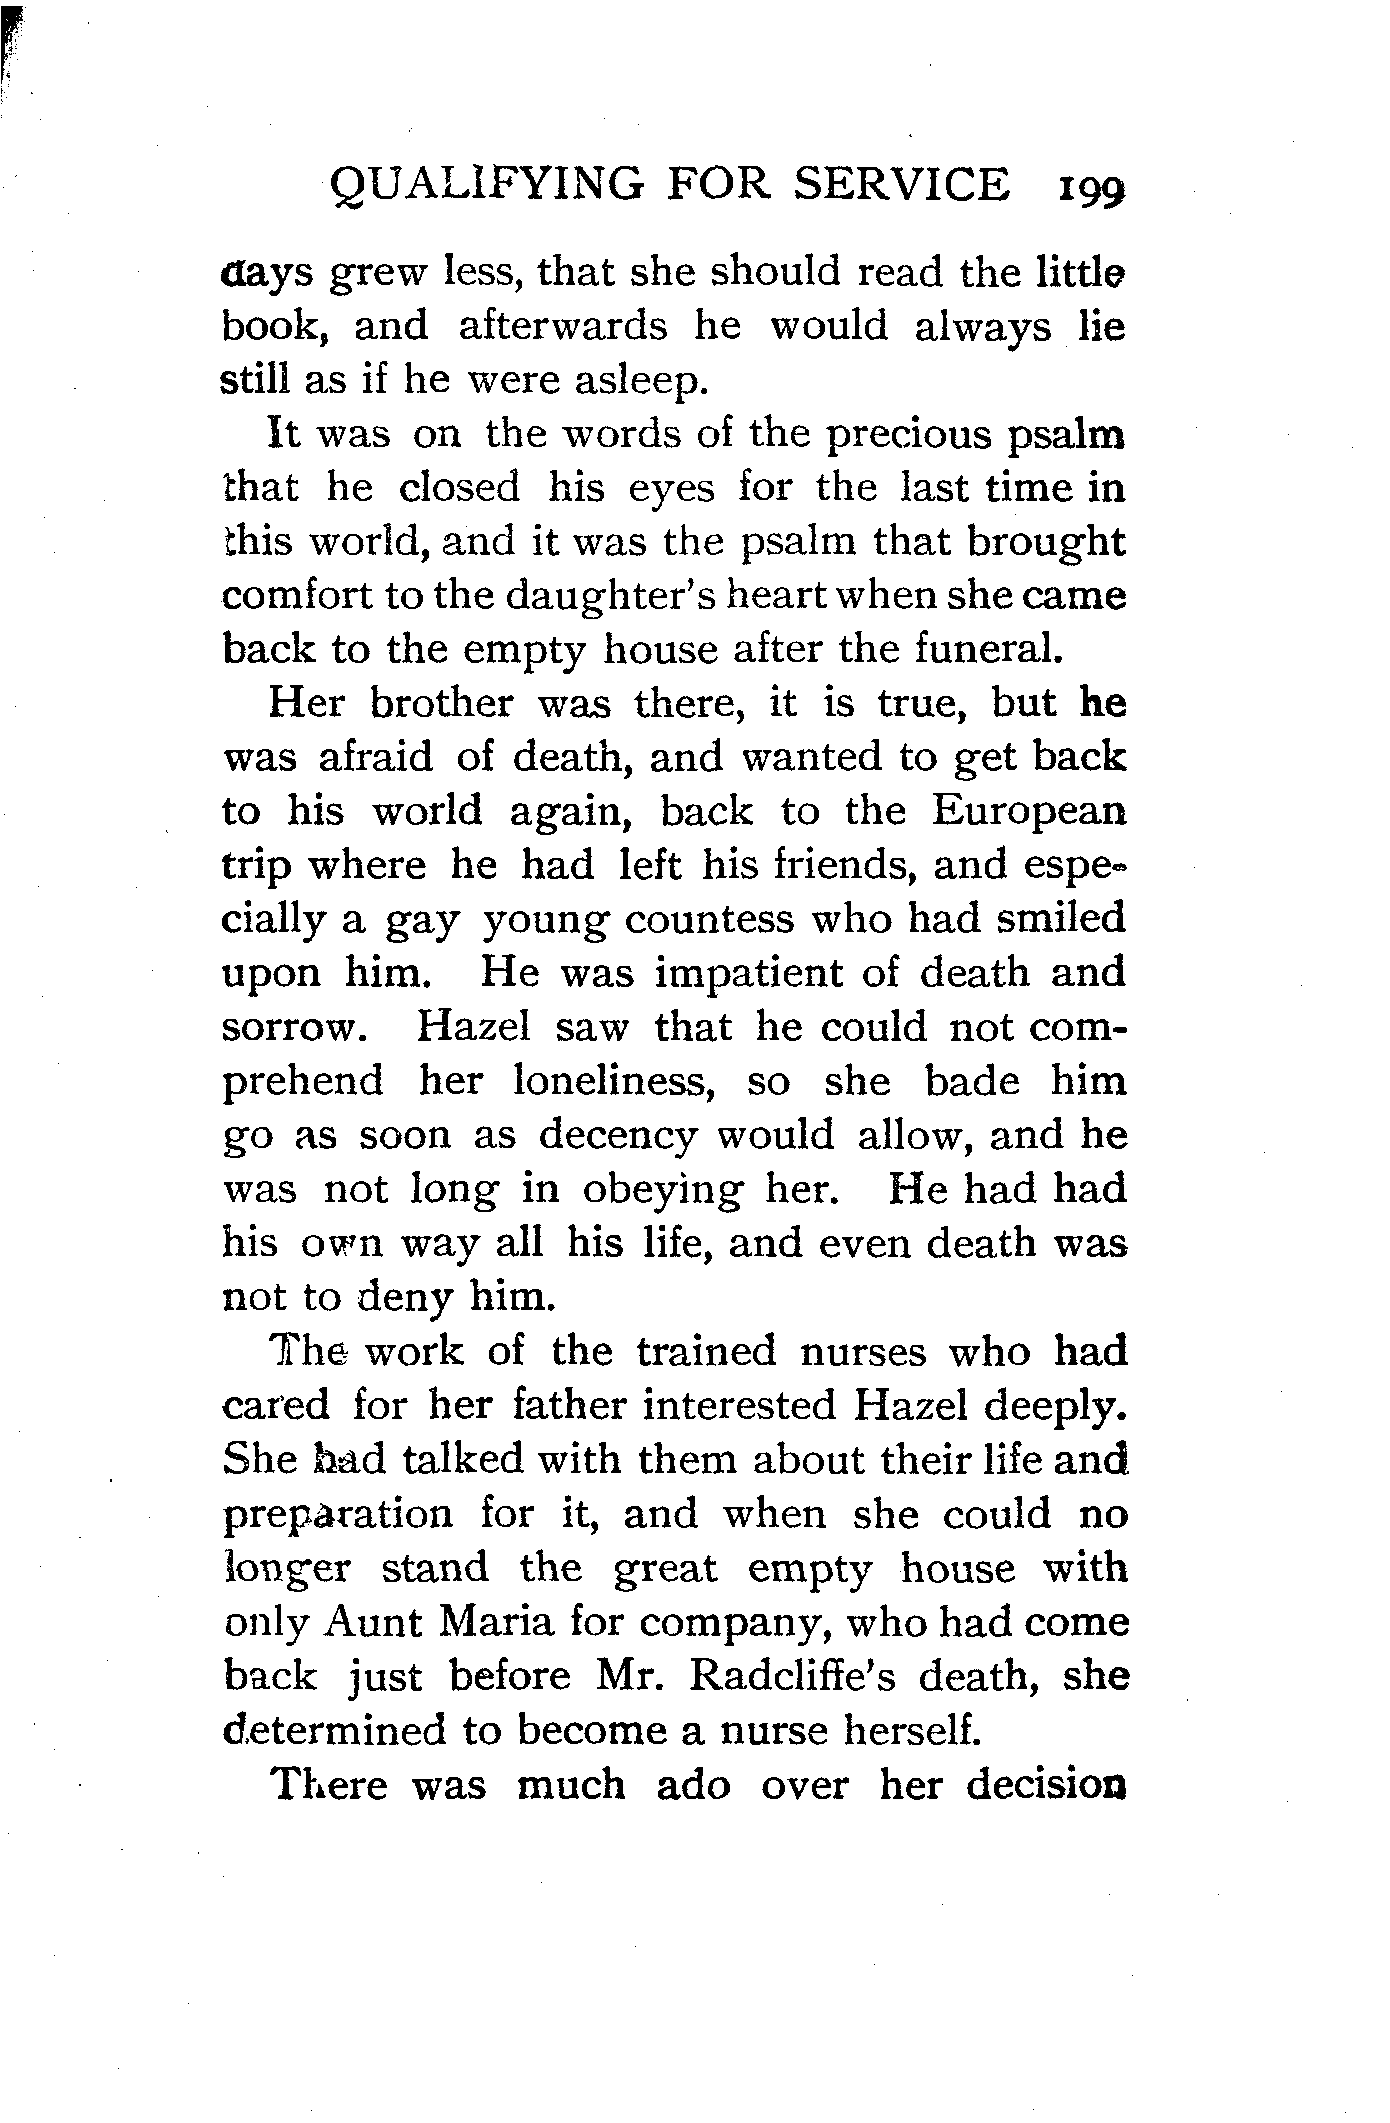 QUALIFYING FOR SERVICE 199
days grew less, that she should read the little
book, and afterwards he would always lie
still as if he were asleep.
It was on the words of the precious psalm
that he closed his eyes for the last time in
this world, and it was the psalm that brought
comfort to the daughter's heart when she came
back to the empty house after the funeral.
Her brother was there, it is true, but he
was afraid of death, and wanted to get back
to his world again, back to the European
trip where he had left his friends, and espe-
cially a gay young countess who had smiled
upon him. He was impatient of death and
sorrow. Hazel saw that he could not com-
prehend her loneliness, so she bade him
go as soon as decency would allow, and he
was not long in obeying her. He had had
his own way all his life, and even death was
not to deny him.
The work of the trained nurses who had
cared for her father interested Hazel deeply.
She had talked with them about their life and
preparation for it, and when she could no
longer stand the great empty house with
only Aunt Maria for company, who had come
back just before Mr. Radcliffe's death, she
determined to become a nurse herself.
There was much ado over her decision